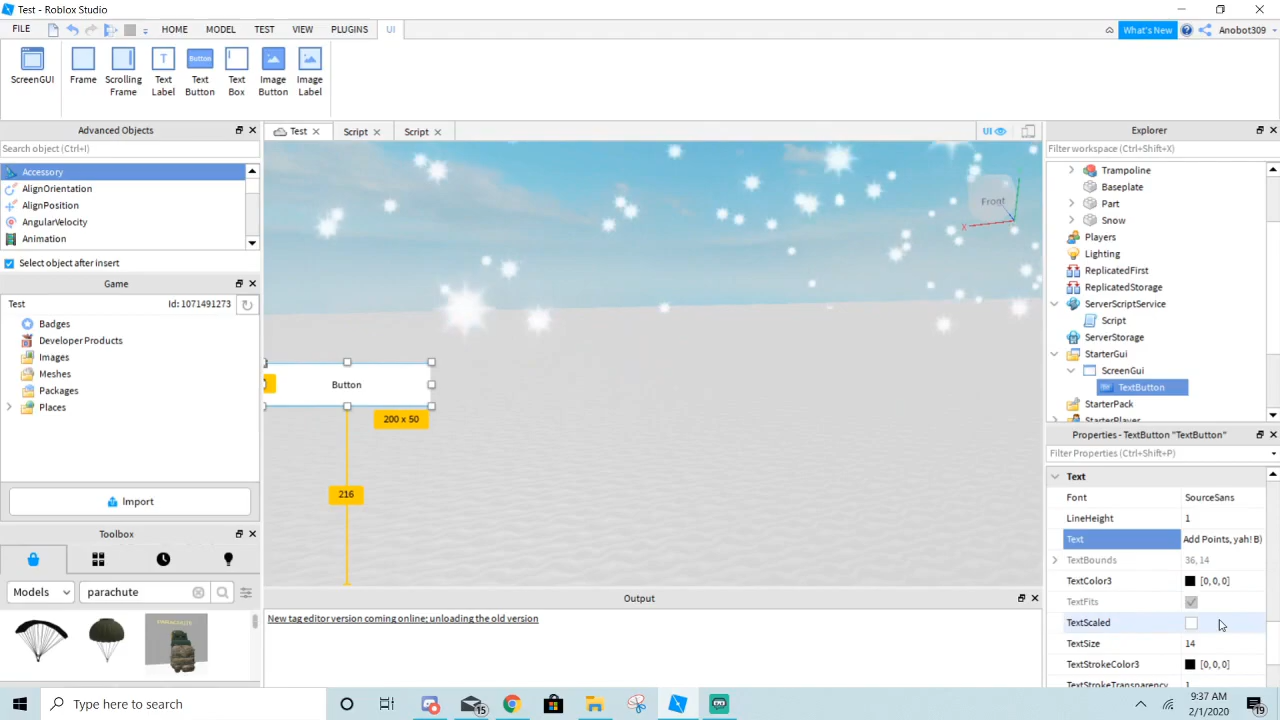 Test - Roblox Studio
FILE
HOME
MODEL
TEST
VIEW
PLUGINS
UI
What's New
Anobot309
ScreenGUI
Frame
Scrolling
Frame
Text
Label
Button
Text
Button
Text
Box
Image
Button
Image
Label
Advanced Objects
Search object (Ctrl+I)
Accessory
AlignOrientation
AlignPosition
AngularVelocity
Animation
Select object after insert
Game
Test
Id: 1071491273
Badges
Developer Products
Images
Meshes
Packages
Places
Import
Toolbox
Models
parachute
Test
Script
Script
UI
Front
X
Button
200 x 50
216
Output
New tag editor version coming online; unloading the old version
Explorer
Filter workspace (Ctrl+Shift+X)
Trampoline
Baseplate
Part
Snow
Players
Lighting
ReplicatedFirst
ReplicatedStorage
ServerScriptService
Script
ServerStorage
StarterGui
ScreenGui
TextButton
StarterPack
StarterPlayer
Properties - TextButton "TextButton"
Filter Properties (Ctrl+Shift+P)
Text
Font SourceSans
LineHeight 1
Text Add Points, yah! B)
TextBounds 36, 14
TextColor3 [0, 0, 0]
TextFits
TextScaled
TextSize 14
TextStrokeColor3 [0, 0, 0]
TextStrokeTransparency 1
Type here to search
15
9:37 AM
2/1/2020
19